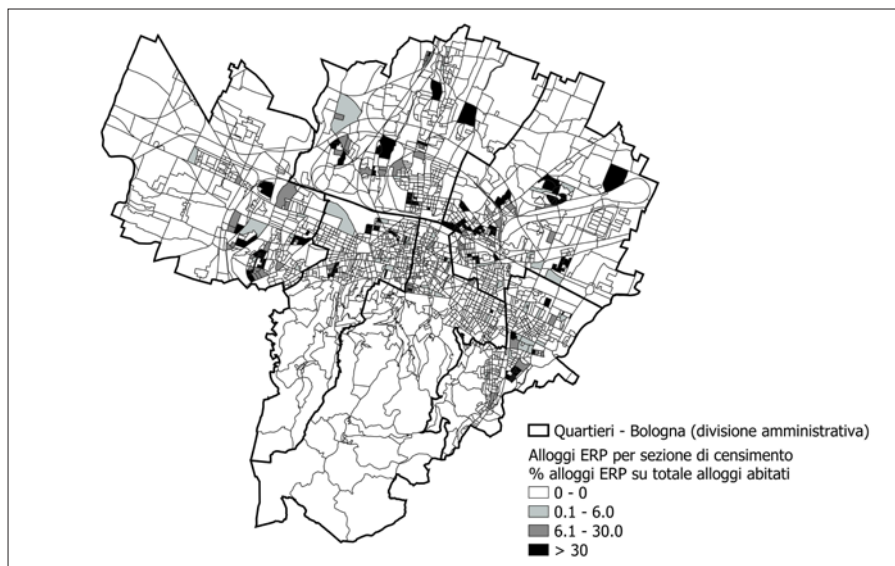 Quartieri - Bologna (divisione amministrativa)
Alloggi ERP per sezione di censimento
% alloggi ERP su totale alloggi abitati
0 - 0
0.1 - 6.0
6.1 - 30.0
> 30